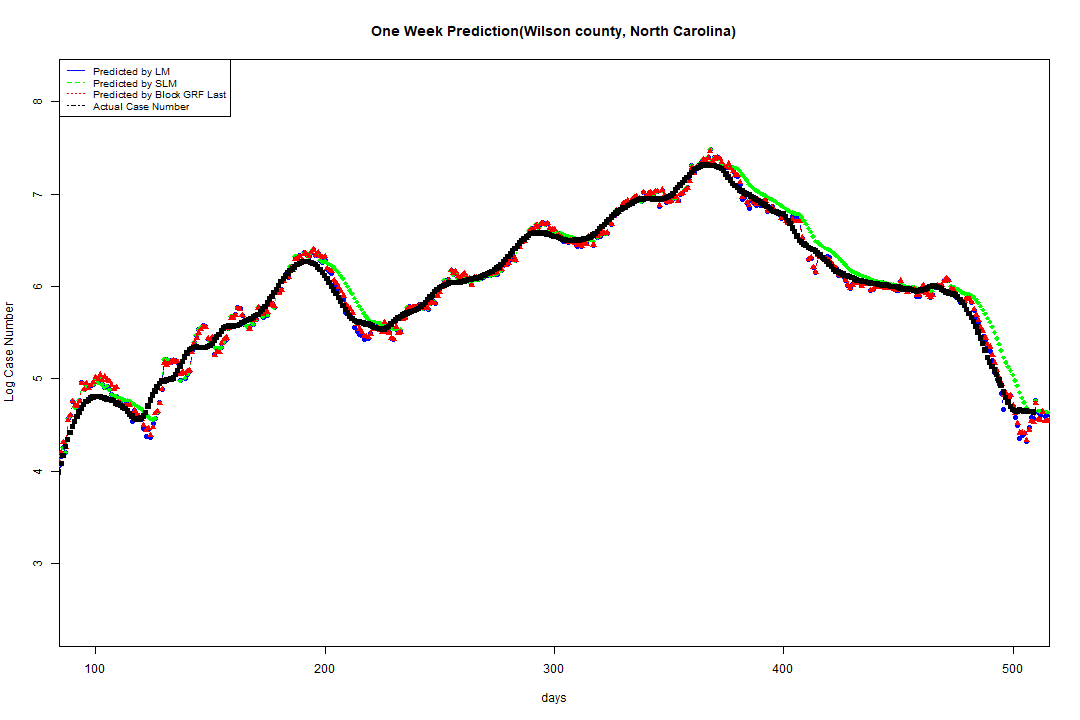 One Week Prediction(Wilson county, North Carolina)
Predicted by LM
Predicted by SLM
Predicted by Block GRF Last
Actual Case Number
8
7
6
5
4
3
Log Case Number
100 200 300 400 500
days